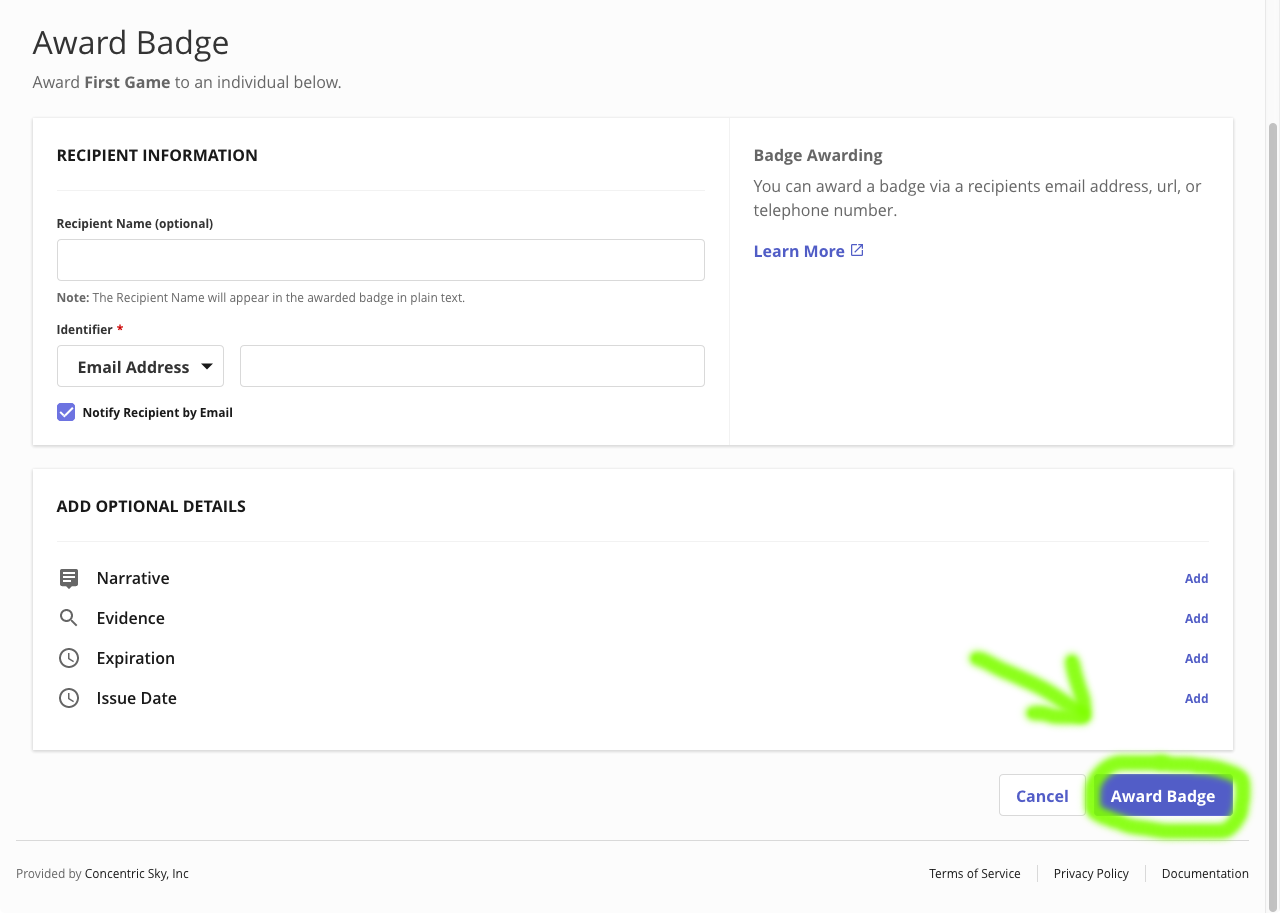 Award Badge
Award First Game to an individual below.
RECIPIENT INFORMATION
Recipient Name (optional)
Note: The Recipient Name will appear in the awarded badge in plain text.
Identifier *
Email Address
Notify Recipient by Email
Badge Awarding
You can award a badge via a recipients email address, url, or
telephone number.
Learn More
ADD OPTIONAL DETAILS
Narrative Add
Evidence Add
Expiration Add
Issue Date Add
Cancel Award Badge
Provided by Concentric Sky, Inc Terms of Service Privacy Policy Documentation